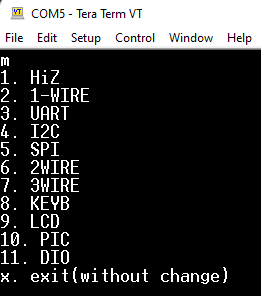 COM5 - Tera Term VT
File Edit Setup Control Window Help
m
1. HiZ
2. 1-WIRE
3. UART
4. I2C
5. SPI
6. 2WIRE
7. 3WIRE
8. KEYB
9. LCD
10. PIC
11. DIO
x. exit(without change)